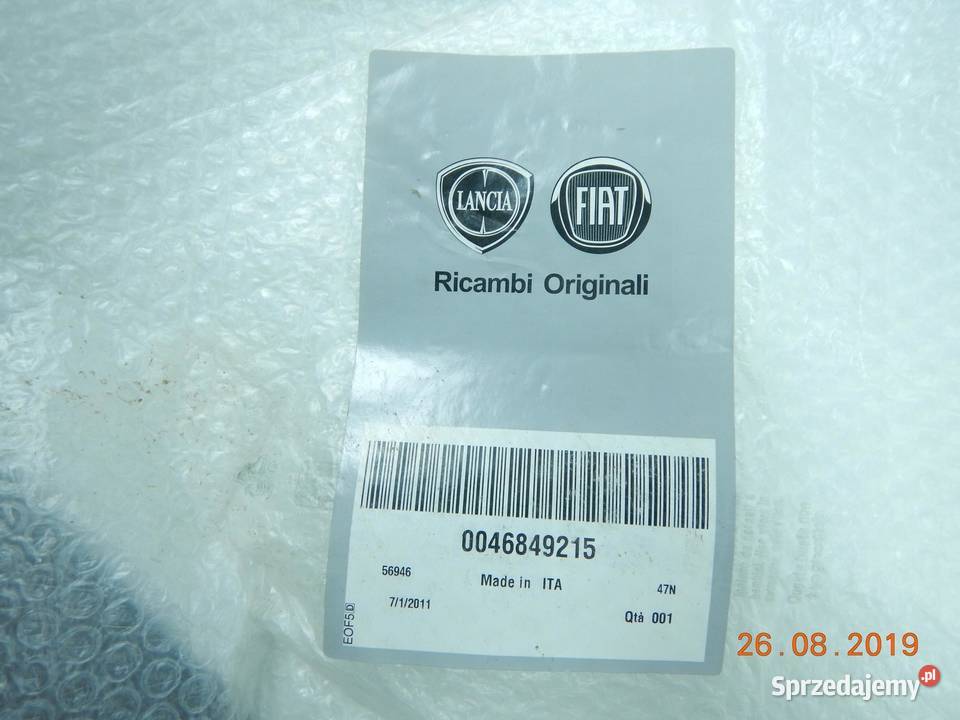 LANCIA FIAT
Ricambi Originali
0046849215
56946
Made in ITA
47N
7/1/2011
Qtà 001
EOF5D
26.08.2019
Sprzedajemy.pl